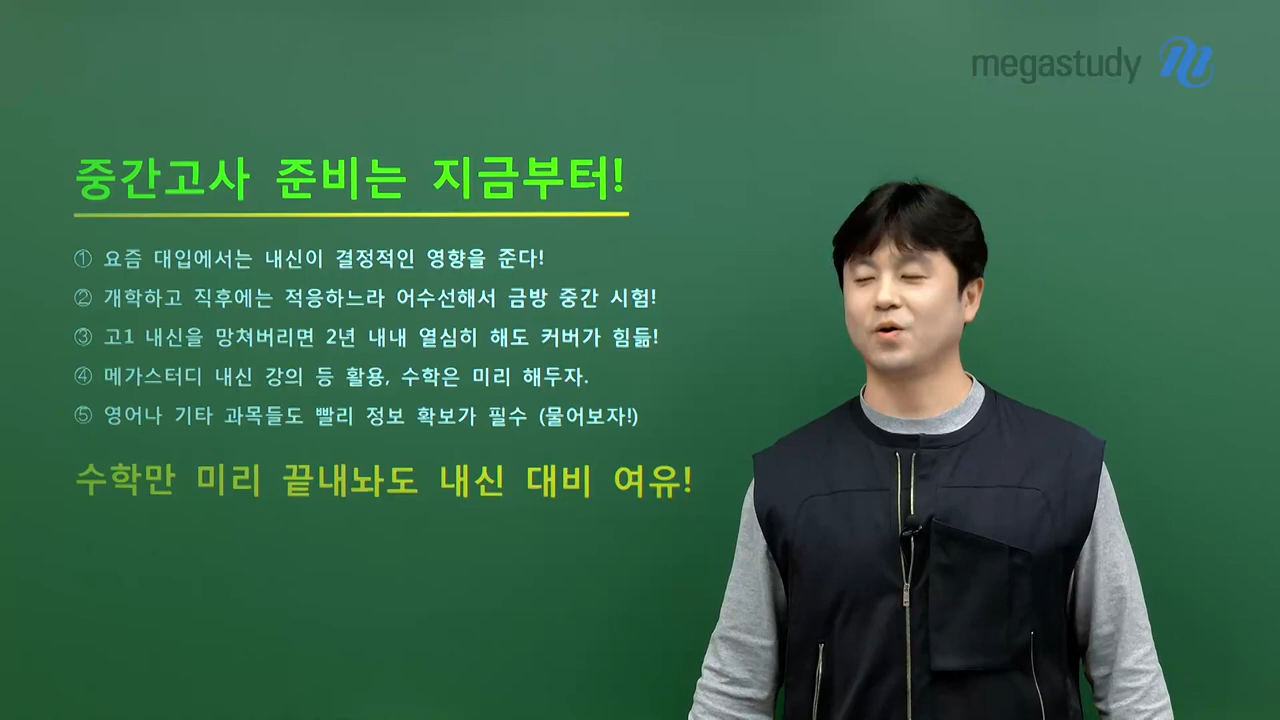 megastudy
중간고사 준비는 지금부터!
① 요즘 대입에서는 내신이 결정적인 영향을 준다!
② 개학하고 직후에는 적응하느라 어수선해서 금방 중간 시험!
③ 고1 내신을 망쳐버리면 2년 내내 열심히 해도 커버가 힘듦!
④ 메가스터디 내신 강의 등 활용, 수학은 미리 해두자.
⑤ 영어나 기타 과목들도 빨리 정보 확보가 필수 (물어보자!)
수학만 미리 끝내놔도 내신 대비 여유!